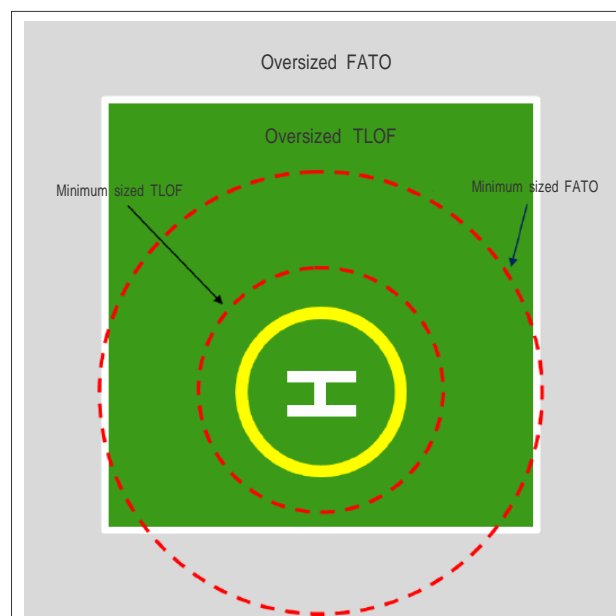 Oversized FATO
Oversized TLOF
Minimum sized TLOF
Minimum sized FATO
H